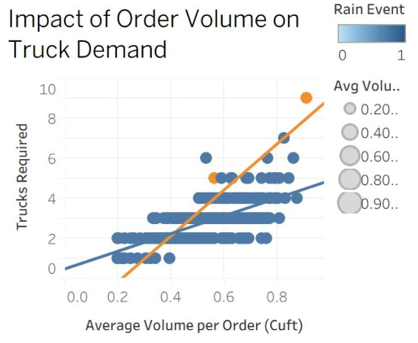 Impact of Order Volume on
Truck Demand
Rain Event
0 1
Avg Volu..
0.20..
0.40..
0.60..
0.80..
0.90..
Trucks Required
10
8
6
4
2
0
0.0 0.2 0.4 0.6 0.8
Average Volume per Order (Cuft)